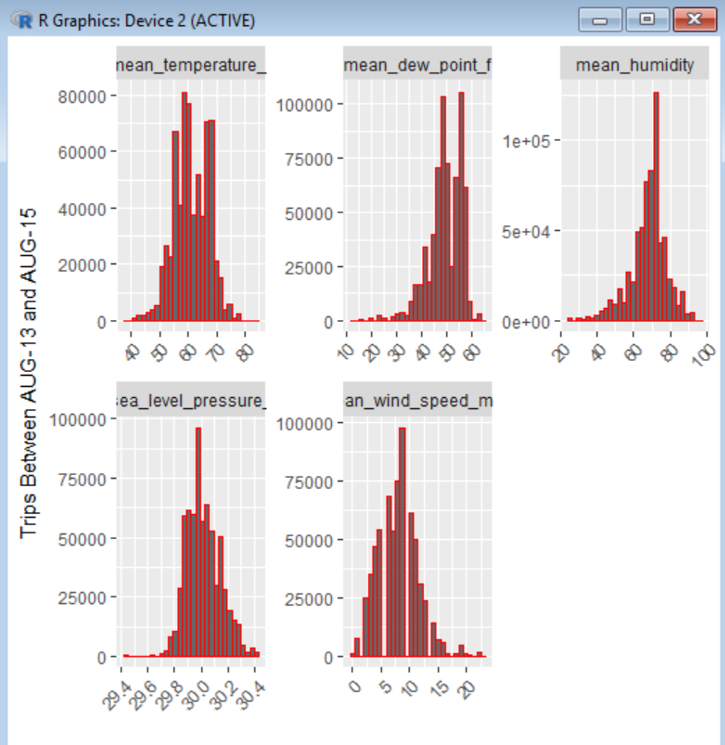 R Graphics: Device 2 (ACTIVE)
mean_temperature_
mean_dew_point_f
mean_humidity
80000
60000
40000
20000
0
40 50 60 70 80
100000
75000
50000
25000
0
10 20 30 40 50 60
1e+05
5e+04
0e+00
20 40 60 80 100
Trips Between AUG-13 and AUG-15
sea_level_pressure_
an_wind_speed_m
100000
75000
50000
25000
0
29.4 29.6 29.8 30.0 30.2 30.4
100000
75000
50000
25000
0
0 5 10 15 20